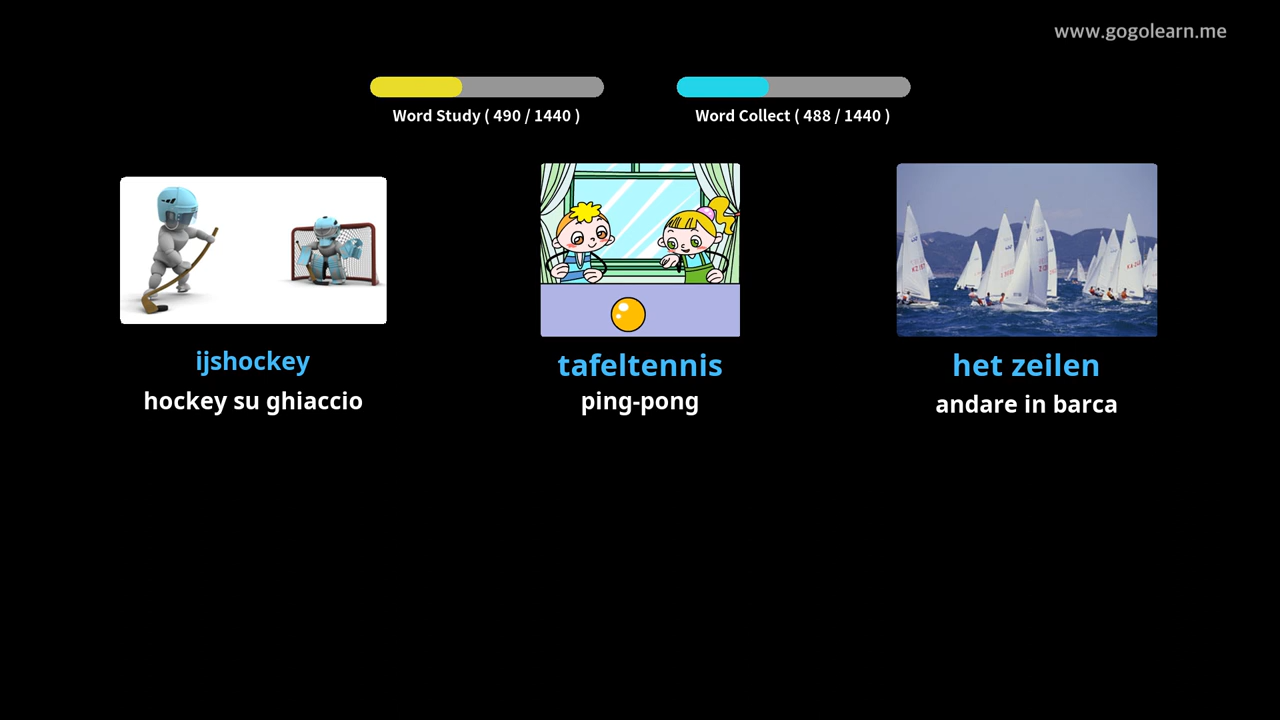 www.gogolearn.me
Word Study ( 490 / 1440 )
Word Collect ( 488 / 1440 )
ijshockey
hockey su ghiaccio
tafeltennis
ping-pong
het zeilen
andare in barca